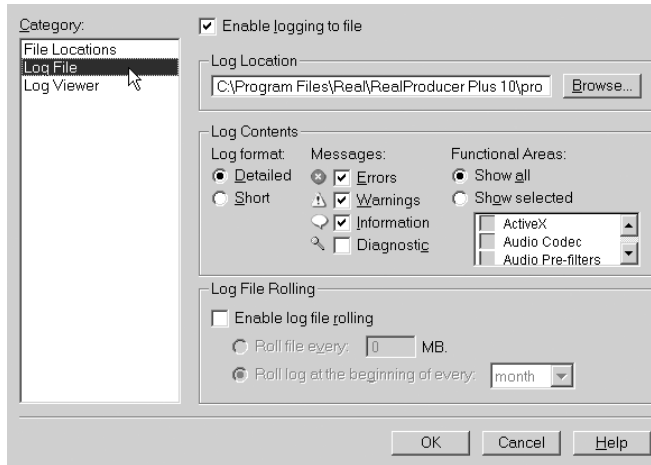 Category:
File Locations
Log File
Log Viewer
Enable logging to file
Log Location
C:\Program Files\Real\RealProducer Plus 10\pro
Browse...
Log Contents
Log format:
Detailed
Short
Messages:
Errors
Warnings
Information
Diagnostic
Functional Areas:
Show all
Show selected
ActiveX
Audio Codec
Audio Pre-filters
Log File Rolling
Enable log file rolling
Roll file every: 0 MB.
Roll log at the beginning of every: month
OK Cancel Help